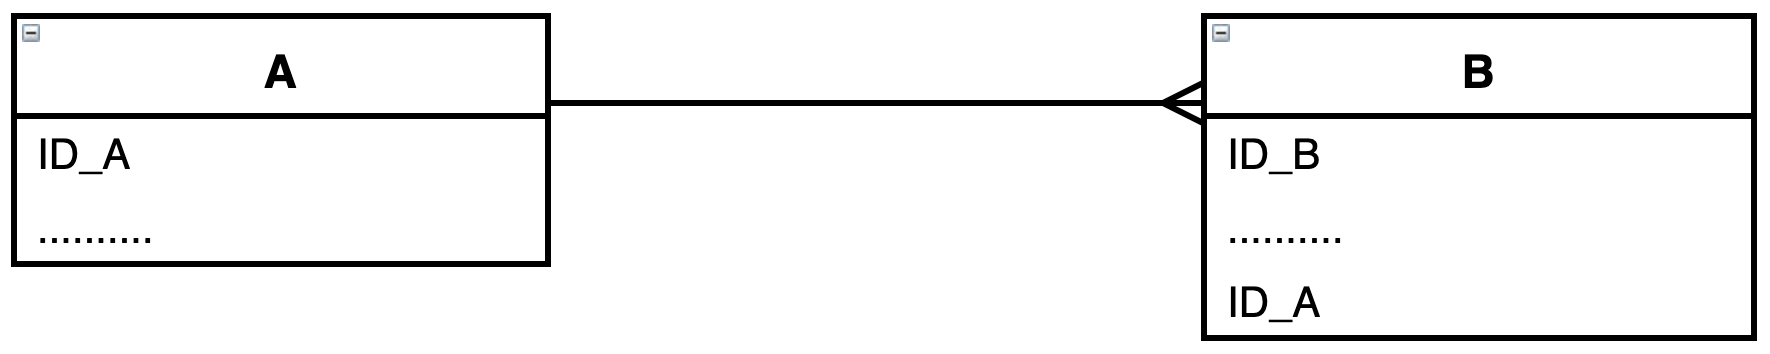 A
ID_A
..........
B
ID_B
..........
ID_A